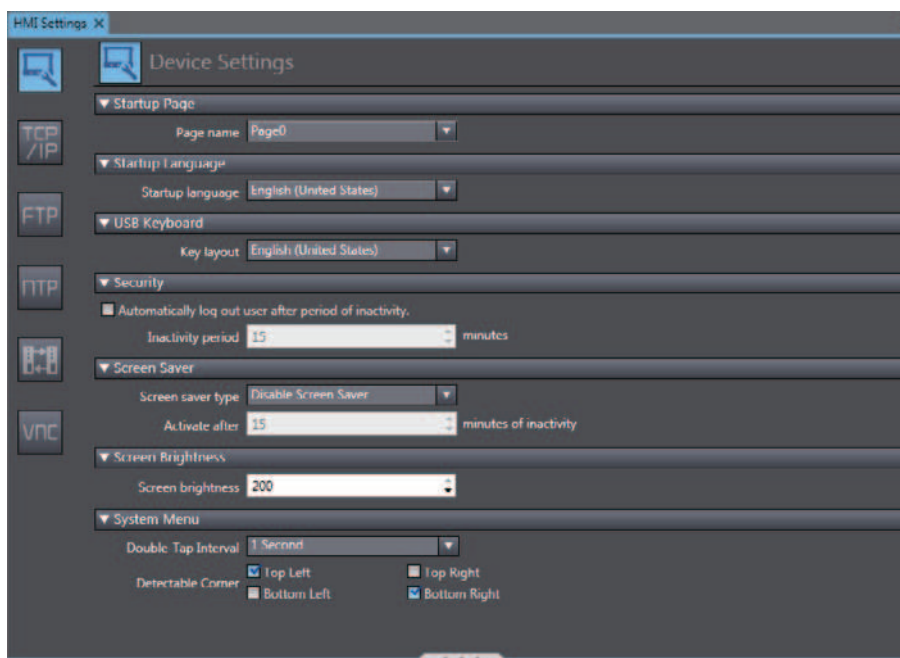 HMI Settings X
Device Settings
Startup Page
Page name Page0
TCP
/IP
Startup Language
Startup language English (United States)
FTP
USB Keyboard
Key layout English (United States)
NTP
Security
Automatically log out user after period of inactivity.
Inactivity period 15 minutes
Screen Saver
Screen saver type Disable Screen Saver
Activate after 15 minutes of inactivity
VNC
Screen Brightness
Screen brightness 200
System Menu
Double Tap Interval 1 Second
Detectable Corner Top Left Top Right
Bottom Left Bottom Right